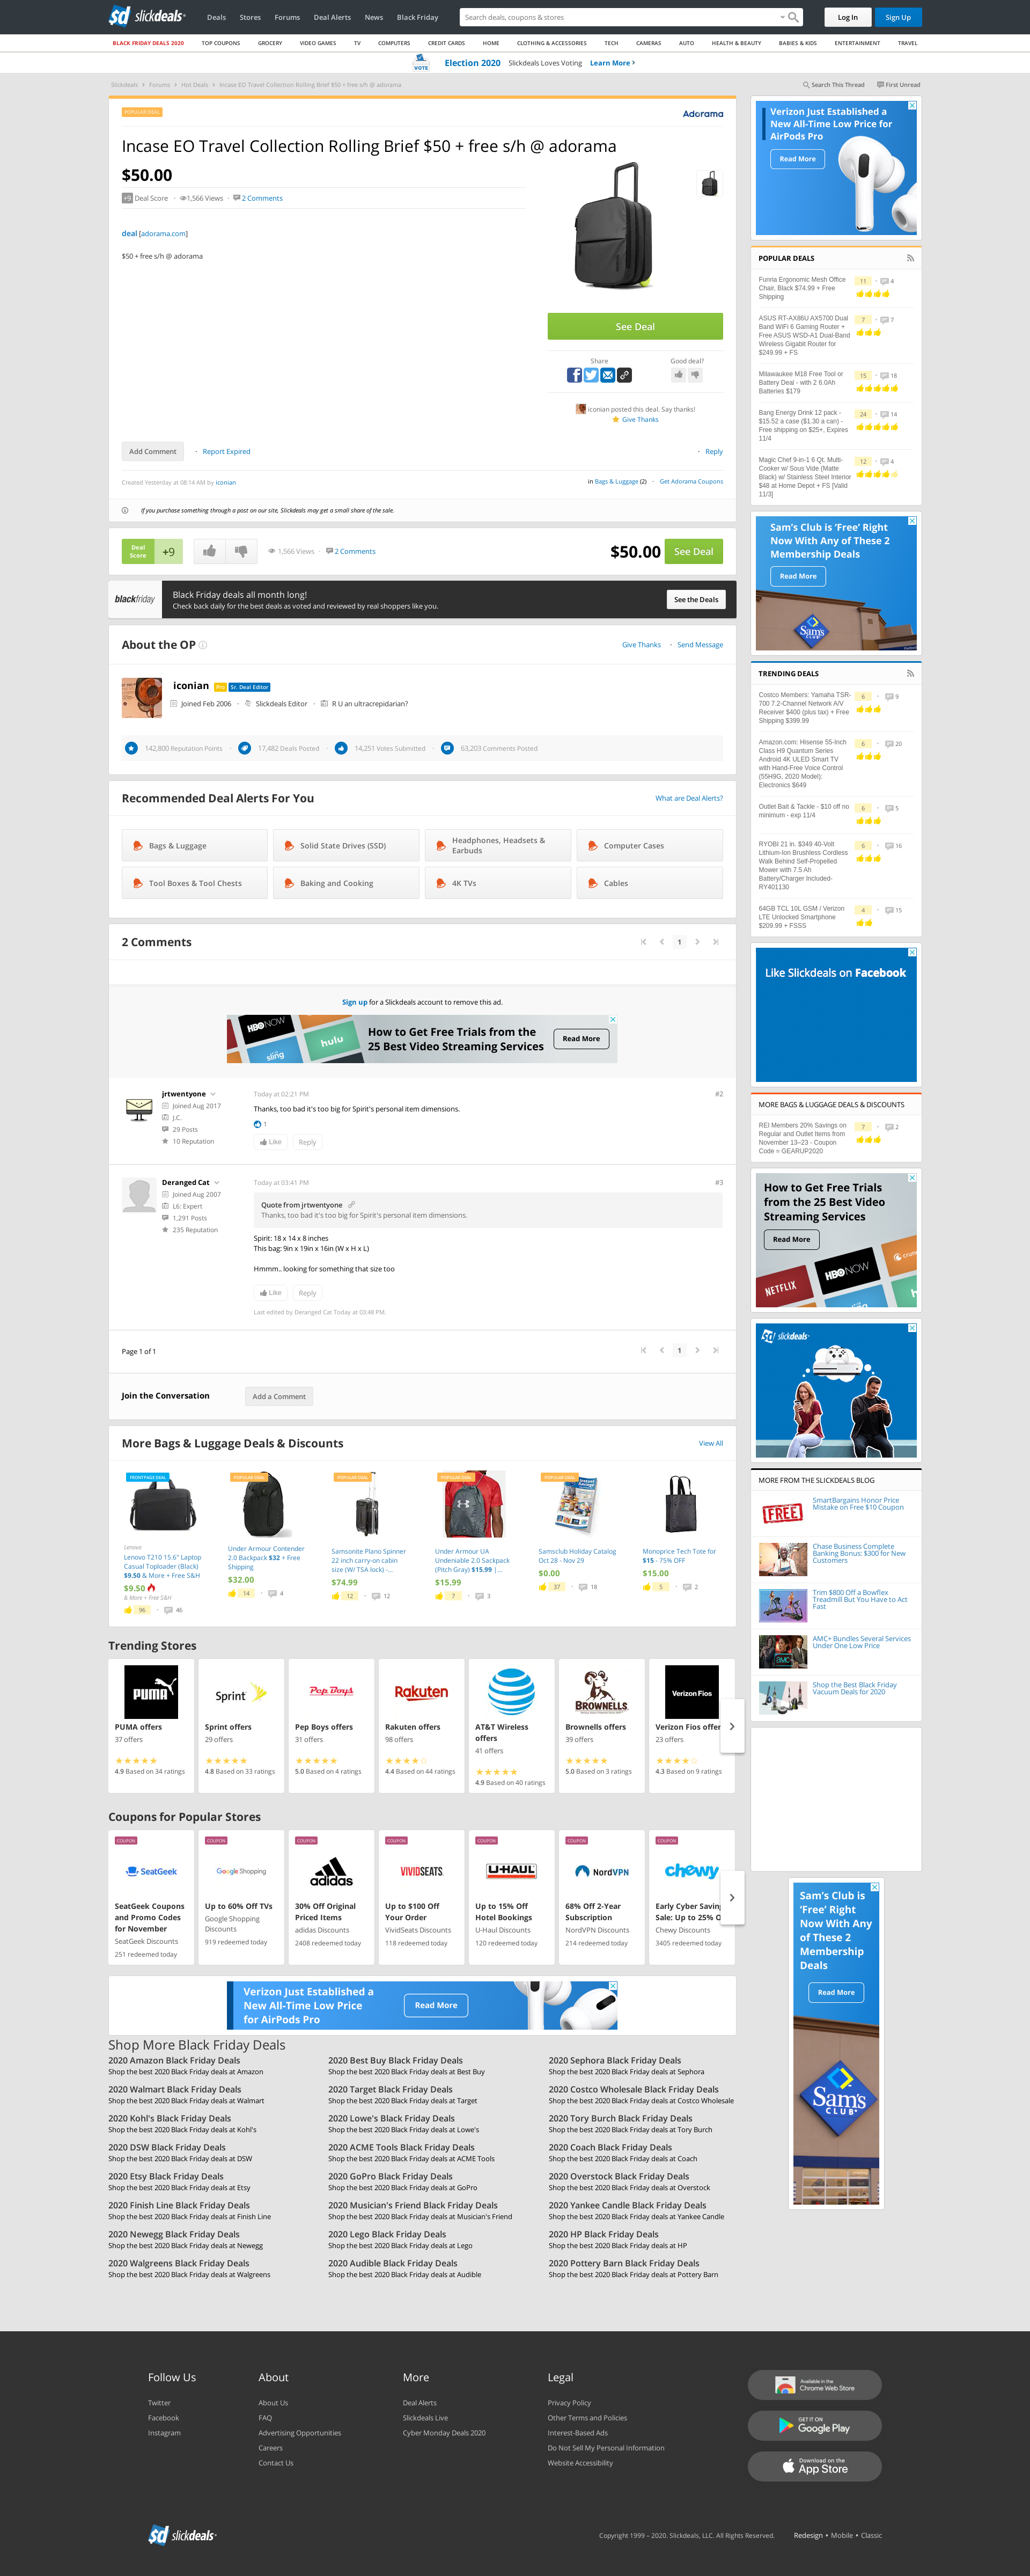 slickdeals
Deals
Stores
Forums
Deal Alerts
News
Black Friday
Search deals, coupons & stores
Log In
Sign Up
BLACK FRIDAY DEALS 2020
TOP COUPONS
GROCERY
VIDEO GAMES
TV
COMPUTERS
CREDIT CARDS
HOME
CLOTHING & ACCESSORIES
TECH
CAMERAS
AUTO
HEALTH & BEAUTY
BABIES & KIDS
ENTERTAINMENT
TRAVEL
VOTE
Election 2020 Slickdeals Loves Voting Learn More
Slickdeals Forums Hot Deals Incase EO Travel Collection Rolling Brief $50 + free s/h @ adorama
Search This Thread
First Unread
POPULAR DEAL
Adorama
Incase EO Travel Collection Rolling Brief $50 + free s/h @ adorama
$50.00
+9 Deal Score 1,566 Views 2 Comments
deal [adorama.com]
$50 + free s/h @ adorama
See Deal
Share
Good deal?
iconian posted this deal. Say thanks!
Give Thanks
Add Comment
Report Expired
Reply
Created Yesterday at 08:14 AM by iconian
in Bags & Luggage (2) Get Adorama Coupons
If you purchase something through a post on our site, Slickdeals may get a small share of the sale.
Deal
Score
+9
1,566 Views 2 Comments
$50.00
See Deal
blackfriday
Black Friday deals all month long!
Check back daily for the best deals as voted and reviewed by real shoppers like you.
See the Deals
About the OP
Give Thanks
Send Message
iconian Pro Sr. Deal Editor
Joined Feb 2006 Slickdeals Editor R U an ultracrepidarian?
142,800 Reputation Points
17,482 Deals Posted
14,251 Votes Submitted
63,203 Comments Posted
Recommended Deal Alerts For You
What are Deal Alerts?
Bags & Luggage
Solid State Drives (SSD)
Headphones, Headsets &
Earbuds
Computer Cases
Tool Boxes & Tool Chests
Baking and Cooking
4K TVs
Cables
2 Comments
1
Sign up for a Slickdeals account to remove this ad.
HBO NOW
sling
hulu
How to Get Free Trials from the
25 Best Video Streaming Services
Read More
jrtwentyone
Joined Aug 2017
J.C.
29 Posts
10 Reputation
Today at 02:21 PM
#2
Thanks, too bad it's too big for Spirit's personal item dimensions.
1
Like
Reply
Deranged Cat
Joined Aug 2007
L6: Expert
1,291 Posts
235 Reputation
Today at 03:41 PM
#3
Quote from jrtwentyone
Thanks, too bad it's too big for Spirit's personal item dimensions.
Spirit: 18 x 14 x 8 inches
This bag: 9in x 19in x 16in (W x H x L)
Hmmm.. looking for something that size too
Like
Reply
Last edited by Deranged Cat Today at 03:48 PM.
Page 1 of 1
1
Join the Conversation
Add a Comment
More Bags & Luggage Deals & Discounts
View All
FRONTPAGE DEAL
Lenovo
Lenovo T210 15.6" Laptop
Casual Toploader (Black)
$9.50 & More + Free S&H
$9.50
& More + Free S&H
96
46
POPULAR DEAL
Under Armour Contender
2.0 Backpack $32 + Free
Shipping
$32.00
14
4
POPULAR DEAL
Samsonite Plano Spinner
22 inch carry-on cabin
size (W/ TSA lock) -...
$74.99
12
12
POPULAR DEAL
Under Armour UA
Undeniable 2.0 Sackpack
(Pitch Gray) $15.99 |...
$15.99
7
3
POPULAR DEAL
Samsclub Holiday Catalog
Oct 28 - Nov 29
$0.00
37
18
Monoprice Tech Tote for
$15 - 75% OFF
$15.00
5
2
Trending Stores
PUMA
PUMA offers
37 offers
4.9 Based on 34 ratings
Sprint
Sprint offers
29 offers
4.8 Based on 33 ratings
Pep Boys
Pep Boys offers
31 offers
5.0 Based on 4 ratings
Rakuten
Rakuten offers
98 offers
4.4 Based on 44 ratings
AT&T Wireless
offers
41 offers
4.9 Based on 40 ratings
BROWNELLS
Brownells offers
39 offers
5.0 Based on 3 ratings
Verizon Fios
Verizon Fios offer
23 offers
4.3 Based on 9 ratings
Coupons for Popular Stores
COUPON
SeatGeek
SeatGeek Coupons
and Promo Codes
for November
SeatGeek Discounts
251 redeemed today
COUPON
Google Shopping
Up to 60% Off TVs
Google Shopping
Discounts
919 redeemed today
COUPON
adidas
30% Off Original
Priced Items
adidas Discounts
2408 redeemed today
COUPON
VIVIDSEATS
Up to $100 Off
Your Order
VividSeats Discounts
118 redeemed today
COUPON
U-HAUL
Up to 15% Off
Hotel Bookings
U-Haul Discounts
120 redeemed today
COUPON
NordVPN
68% Off 2-Year
Subscription
NordVPN Discounts
214 redeemed today
COUPON
chewy
Early Cyber Saving
Sale: Up to 25% O
Chewy Discounts
3405 redeemed today
Verizon Just Established a
New All-Time Low Price
for AirPods Pro
Read More
Shop More Black Friday Deals
2020 Amazon Black Friday Deals
Shop the best 2020 Black Friday deals at Amazon
2020 Best Buy Black Friday Deals
Shop the best 2020 Black Friday deals at Best Buy
2020 Sephora Black Friday Deals
Shop the best 2020 Black Friday deals at Sephora
2020 Walmart Black Friday Deals
Shop the best 2020 Black Friday deals at Walmart
2020 Target Black Friday Deals
Shop the best 2020 Black Friday deals at Target
2020 Costco Wholesale Black Friday Deals
Shop the best 2020 Black Friday deals at Costco Wholesale
2020 Kohl's Black Friday Deals
Shop the best 2020 Black Friday deals at Kohl's
2020 Lowe's Black Friday Deals
Shop the best 2020 Black Friday deals at Lowe's
2020 Tory Burch Black Friday Deals
Shop the best 2020 Black Friday deals at Tory Burch
2020 DSW Black Friday Deals
Shop the best 2020 Black Friday deals at DSW
2020 ACME Tools Black Friday Deals
Shop the best 2020 Black Friday deals at ACME Tools
2020 Coach Black Friday Deals
Shop the best 2020 Black Friday deals at Coach
2020 Etsy Black Friday Deals
Shop the best 2020 Black Friday deals at Etsy
2020 GoPro Black Friday Deals
Shop the best 2020 Black Friday deals at GoPro
2020 Overstock Black Friday Deals
Shop the best 2020 Black Friday deals at Overstock
2020 Finish Line Black Friday Deals
Shop the best 2020 Black Friday deals at Finish Line
2020 Musician's Friend Black Friday Deals
Shop the best 2020 Black Friday deals at Musician's Friend
2020 Yankee Candle Black Friday Deals
Shop the best 2020 Black Friday deals at Yankee Candle
2020 Newegg Black Friday Deals
Shop the best 2020 Black Friday deals at Newegg
2020 Lego Black Friday Deals
Shop the best 2020 Black Friday deals at Lego
2020 HP Black Friday Deals
Shop the best 2020 Black Friday deals at HP
2020 Walgreens Black Friday Deals
Shop the best 2020 Black Friday deals at Walgreens
2020 Audible Black Friday Deals
Shop the best 2020 Black Friday deals at Audible
2020 Pottery Barn Black Friday Deals
Shop the best 2020 Black Friday deals at Pottery Barn
Verizon Just Established a
New All-Time Low Price for
AirPods Pro
Read More
POPULAR DEALS
Funria Ergonomic Mesh Office
Chair, Black $74.99 + Free
Shipping
11
4
ASUS RT-AX86U AX5700 Dual
Band WiFi 6 Gaming Router +
Free ASUS WSD-A1 Dual-Band
Wireless Gigabit Router for
$249.99 + FS
7
7
Milawaukee M18 Free Tool or
Battery Deal - with 2 6.0Ah
Batteries $179
15
18
Bang Energy Drink 12 pack -
$15.52 a case ($1.30 a can) -
Free shipping on $25+, Expires
11/4
24
14
Magic Chef 9-in-1 6 Qt. Multi-
Cooker w/ Sous Vide (Matte
Black) w/ Stainless Steel Interior
$48 at Home Depot + FS [Valid
11/3]
12
4
Sam's Club is 'Free' Right
Now With Any of These 2
Membership Deals
Read More
Sam's
CLUB
TRENDING DEALS
Costco Members: Yamaha TSR-
700 7.2-Channel Network A/V
Receiver $400 (plus tax) + Free
Shipping $399.99
6
9
Amazon.com: Hisense 55-Inch
Class H9 Quantum Series
Android 4K ULED Smart TV
with Hand-Free Voice Control
(55H9G, 2020 Model):
Electronics $649
6
20
Outlet Bait & Tackle - $10 off no
minimum - exp 11/4
6
5
RYOBI 21 in. $349 40-Volt
Lithium-Ion Brushless Cordless
Walk Behind Self-Propelled
Mower with 7.5 Ah
Battery/Charger Included-
RY401130
6
16
64GB TCL 10L GSM / Verizon
LTE Unlocked Smartphone
$209.99 + FSSS
4
15
Like Slickdeals on Facebook
MORE BAGS & LUGGAGE DEALS & DISCOUNTS
REI Members 20% Savings on
Regular and Outlet Items from
November 13–23 - Coupon
Code = GEARUP2020
7
2
How to Get Free Trials
from the 25 Best Video
Streaming Services
Read More
NETFLIX
HBO NOW
hulu
slickdeals
MORE FROM THE SLICKDEALS BLOG
FREE
SmartBargains Honor Price
Mistake on Free $10 Coupon
Chase Business Complete
Banking Bonus: $300 for New
Customers
Trim $800 Off a Bowflex
Treadmill But You Have to Act
Fast
AMC
AMC+ Bundles Several Services
Under One Low Price
Shop the Best Black Friday
Vacuum Deals for 2020
Sam's Club is
'Free' Right
Now With Any
of These 2
Membership
Deals
Read More
Sam's
CLUB
Follow Us
Twitter
Facebook
Instagram
About
About Us
FAQ
Advertising Opportunities
Careers
Contact Us
More
Deal Alerts
Slickdeals Live
Cyber Monday Deals 2020
Legal
Privacy Policy
Other Terms and Policies
Interest-Based Ads
Do Not Sell My Personal Information
Website Accessibility
Available in the
Chrome Web Store
GET IT ON
Google Play
Download on the
App Store
slickdeals
Copyright 1999 – 2020. Slickdeals, LLC. All Rights Reserved.
Redesign • Mobile • Classic